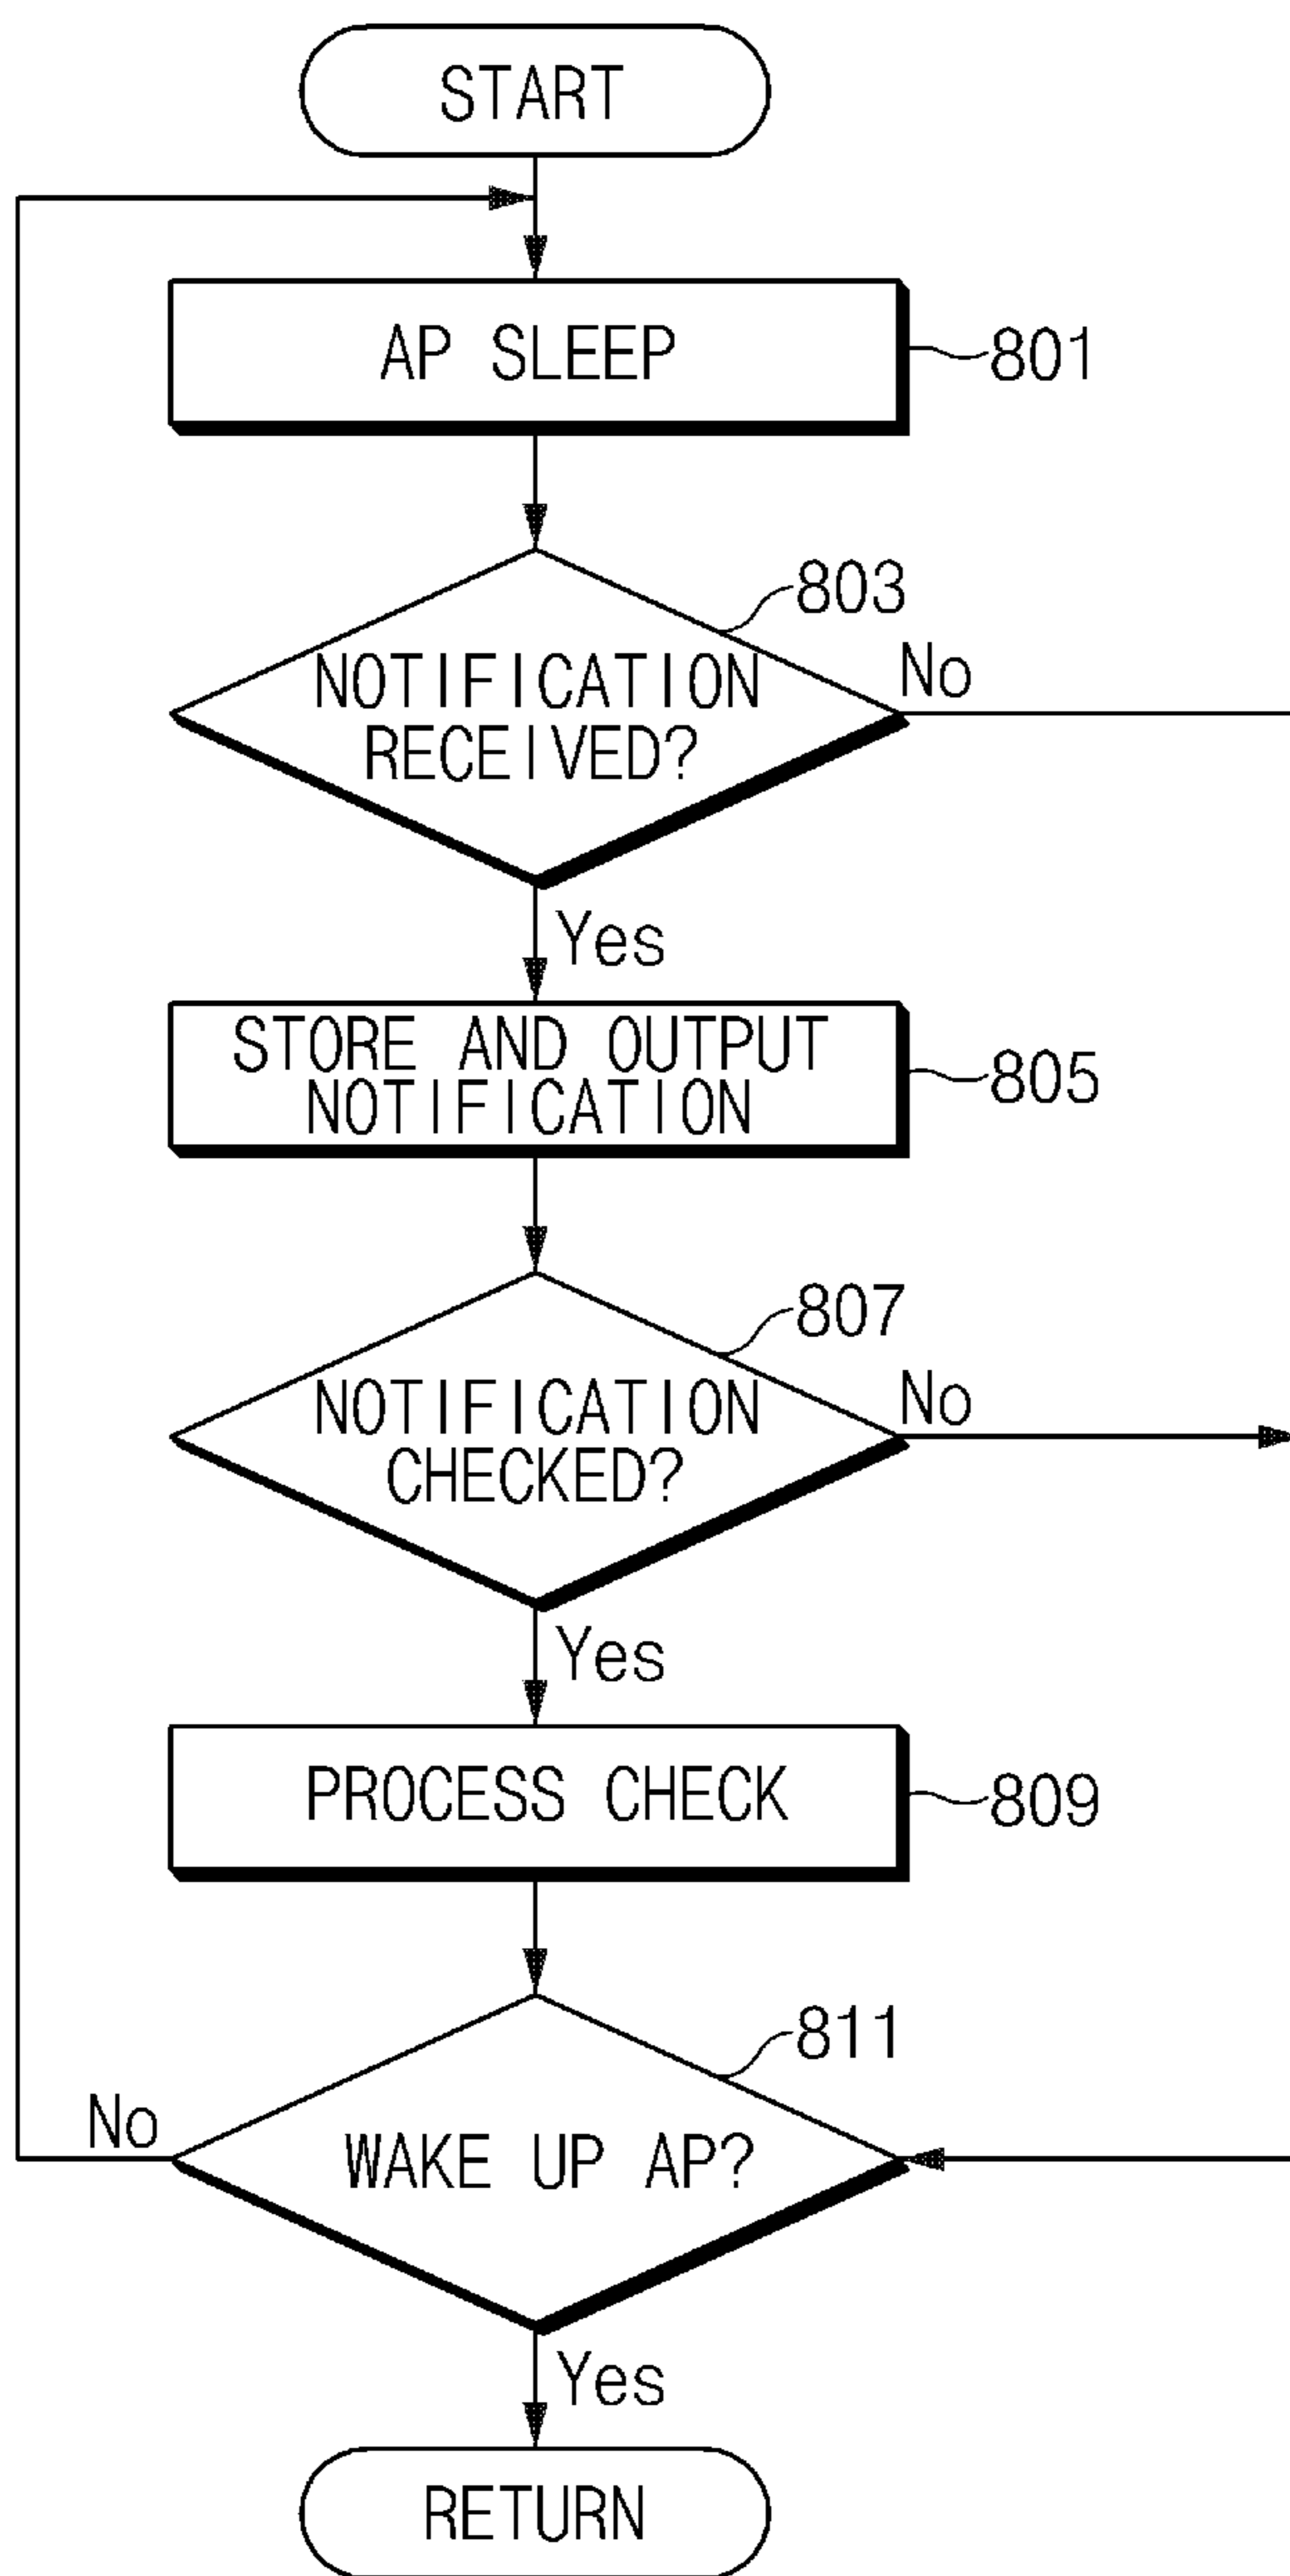 START
AP SLEEP
801
803
NOTIFICATION
RECEIVED?
No
Yes
STORE AND OUTPUT
NOTIFICATION
805
807
NOTIFICATION
CHECKED?
No
Yes
PROCESS CHECK
809
811
No
WAKE UP AP?
Yes
RETURN